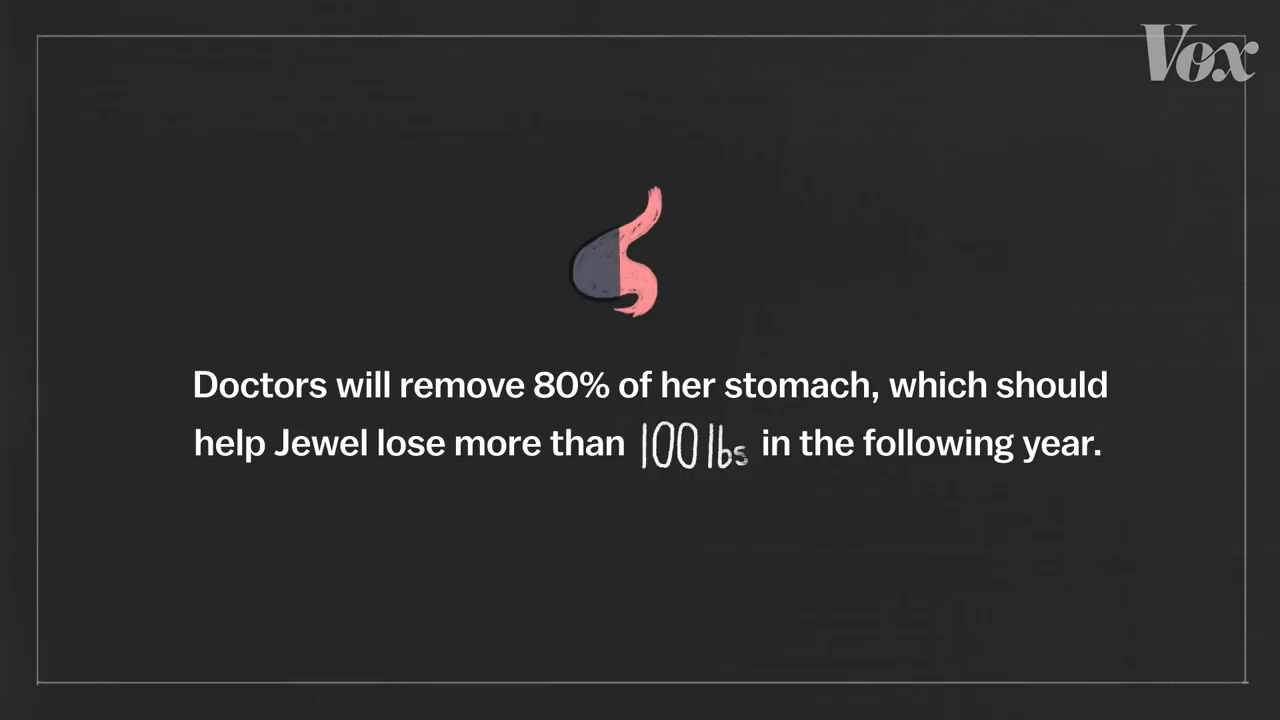 Vox
Doctors will remove 80% of her stomach, which should
help Jewel lose more than 100 lbs in the following year.